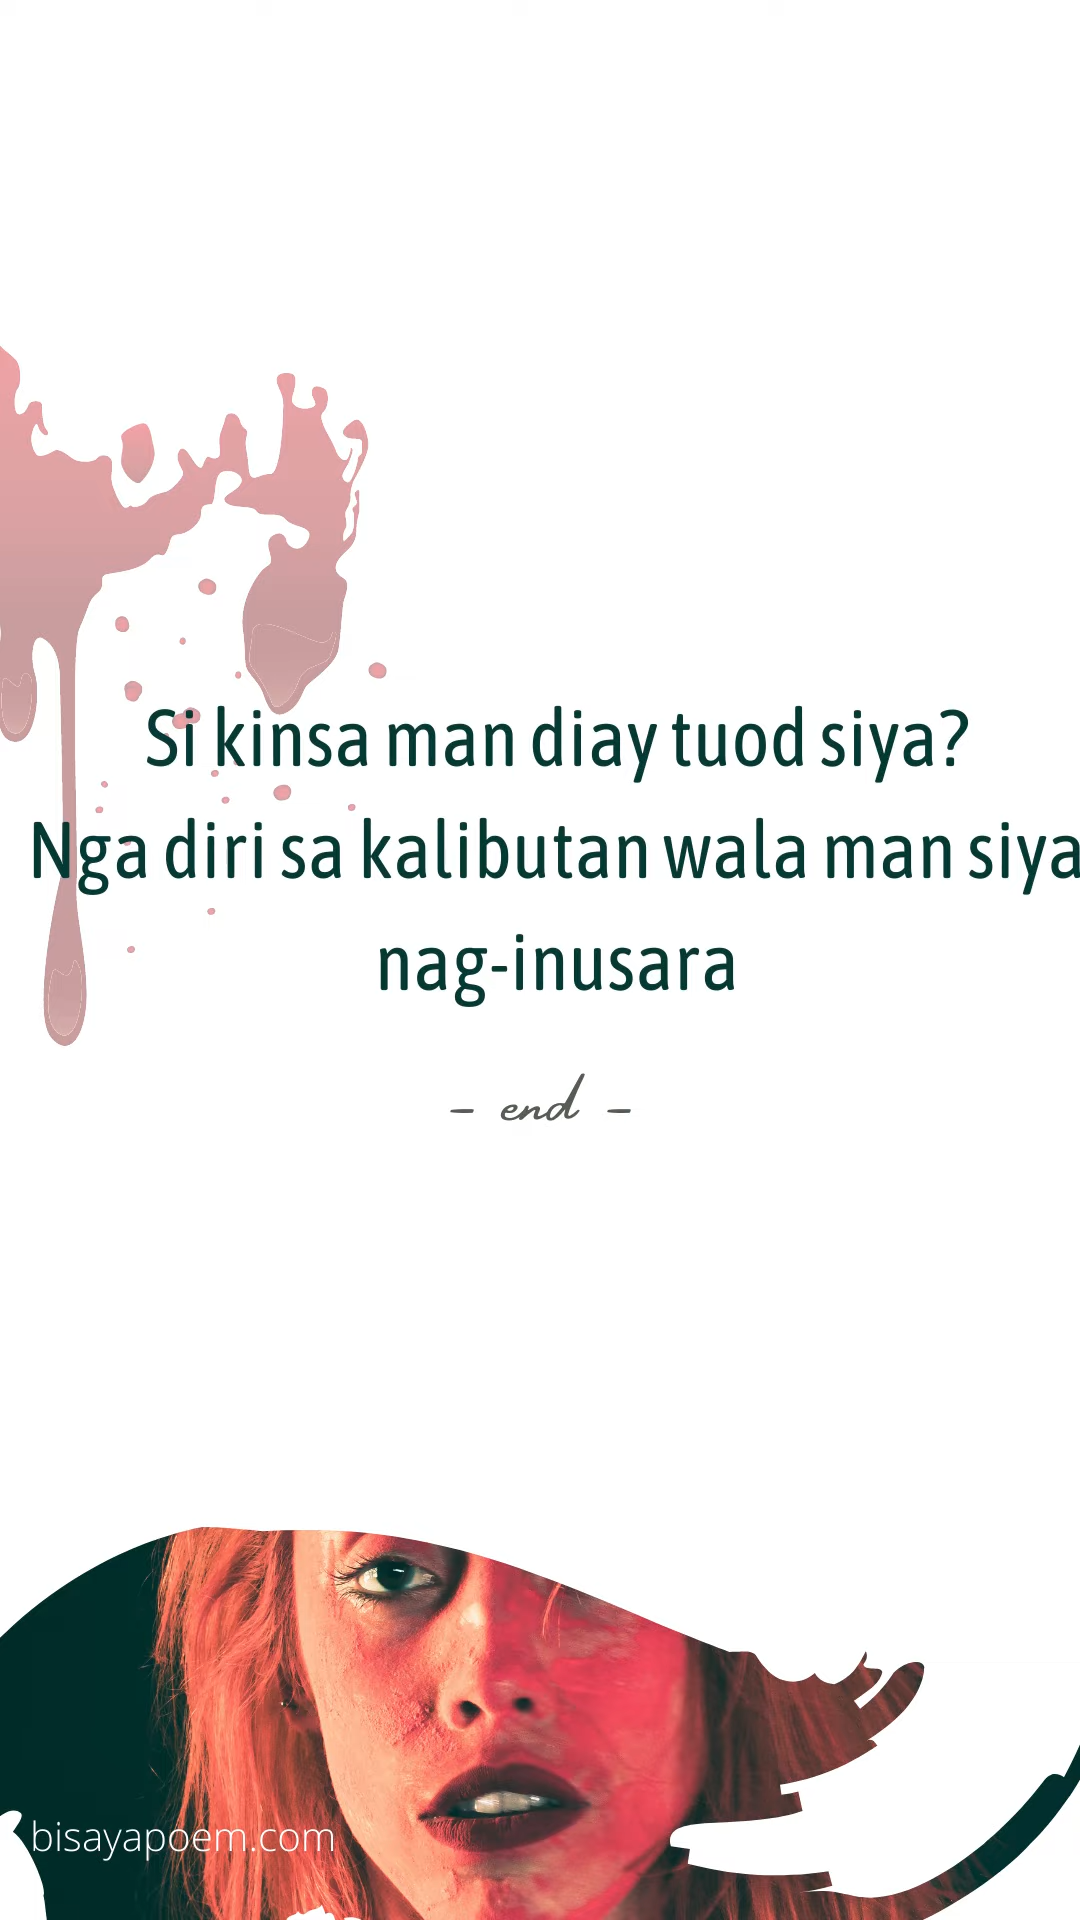 Si kinsa man diay tuod siya?
Nga diri sa kalibutan wala man siya
nag-inusara
- end -
bisayapoem.com